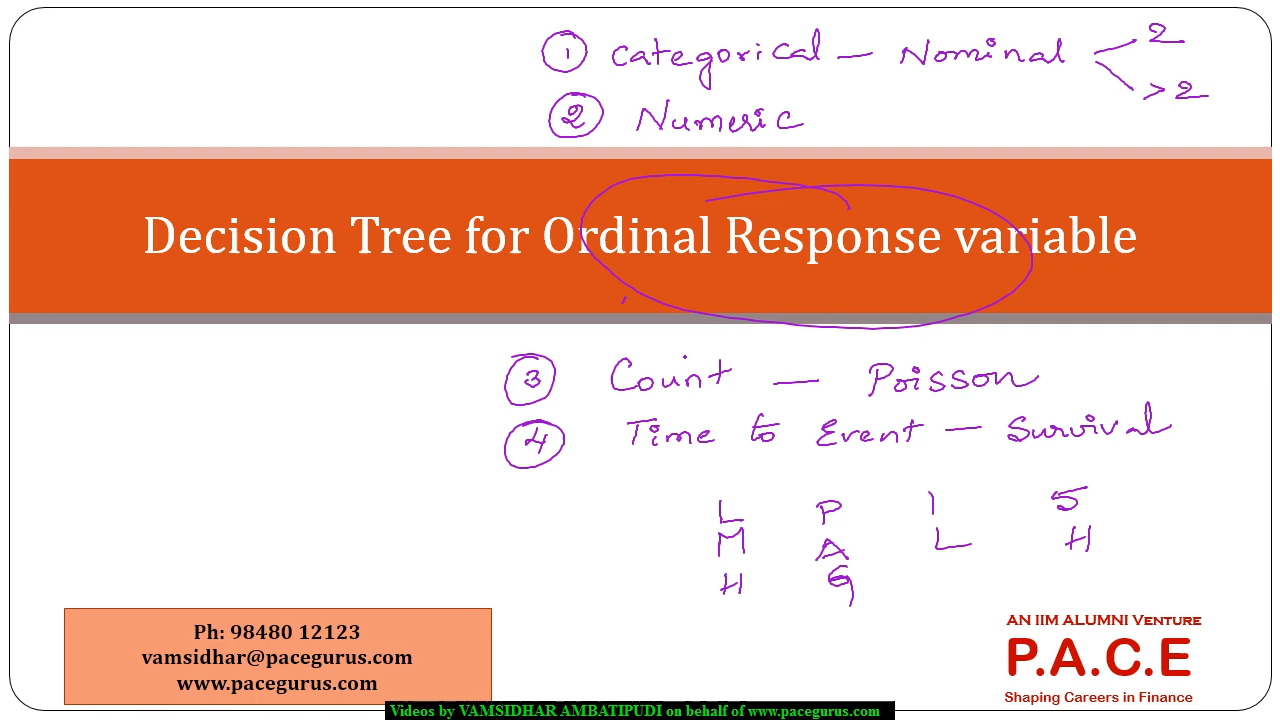 ① Categorical — Nominal < 2
> 2
② Numeric
Decision Tree for Ordinal Response variable
③ Count — Poisson
④ Time to Event — Survival
L P 1 5
M A L H
H G
Ph: 98480 12123
vamsidhar@pacegurus.com
www.pacegurus.com
AN IIM ALUMNI VENTURE
P.A.C.E
Shaping Careers in Finance
Videos by VAMSIDHAR AMBATIPUDI on behalf of www.pacegurus.com